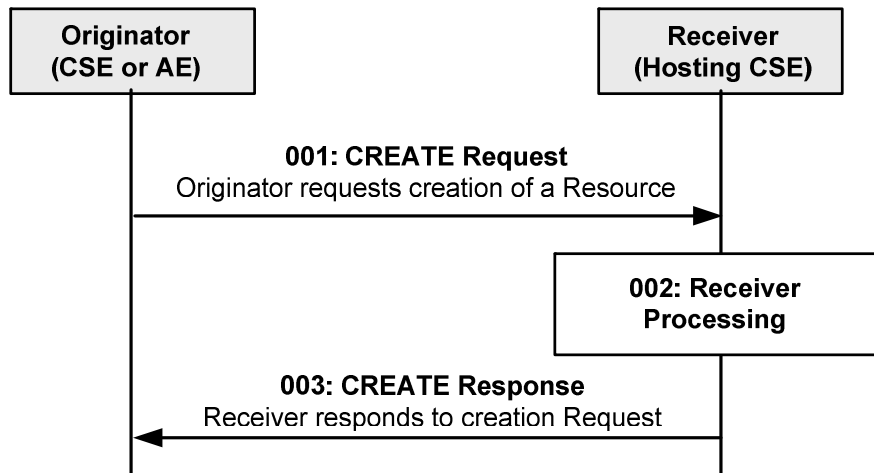 Originator
(CSE or AE)
Receiver
(Hosting CSE)
001: CREATE Request
Originator requests creation of a Resource
002: Receiver
Processing
003: CREATE Response
Receiver responds to creation Request